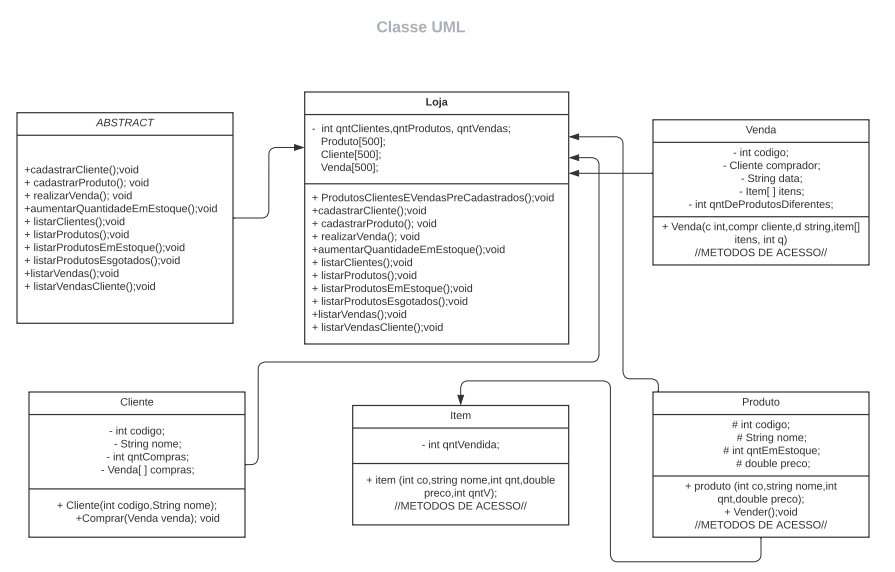 Classe UML
ABSTRACT
+cadastrarCliente();void
+ cadastrarProduto(); void
+ realizarVenda(); void
+aumentarQuantidadeEmEstoque();void
+ listarClientes();void
+ listarProdutos();void
+ listarProdutosEmEstoque();void
+ listarProdutosEsgotados();void
+listarVendas();void
+ listarVendasCliente();void
Loja
- int qntClientes,qntProdutos, qntVendas;
Produto[500];
Cliente[500];
Venda[500];
+ ProdutosClientesEVendasPreCadastrados();void
+cadastrarCliente();void
+ cadastrarProduto(); void
+ realizarVenda(); void
+aumentarQuantidadeEmEstoque();void
+ listarClientes();void
+ listarProdutos();void
+ listarProdutosEmEstoque();void
+ listarProdutosEsgotados();void
+listarVendas();void
+ listarVendasCliente();void
Venda
- int codigo;
- Cliente comprador;
- String data;
- Item[ ] itens;
- int qntDeProdutosDiferentes;
+ Venda(c int,compr cliente,d string,item[]
itens, int q)
//METODOS DE ACESSO//
Cliente
- int codigo;
- String nome;
- int qntCompras;
- Venda[ ] compras;
+ Cliente(int codigo,String nome);
+Comprar(Venda venda); void
Item
- int qntVendida;
+ item (int co,string nome,int qnt,double
preco,int qntV);
//METODOS DE ACESSO//
Produto
# int codigo;
# String nome;
# int qntEmEstoque;
# double preco;
+ produto (int co,string nome,int
qnt,double preco);
+ Vender();void
//METODOS DE ACESSO//